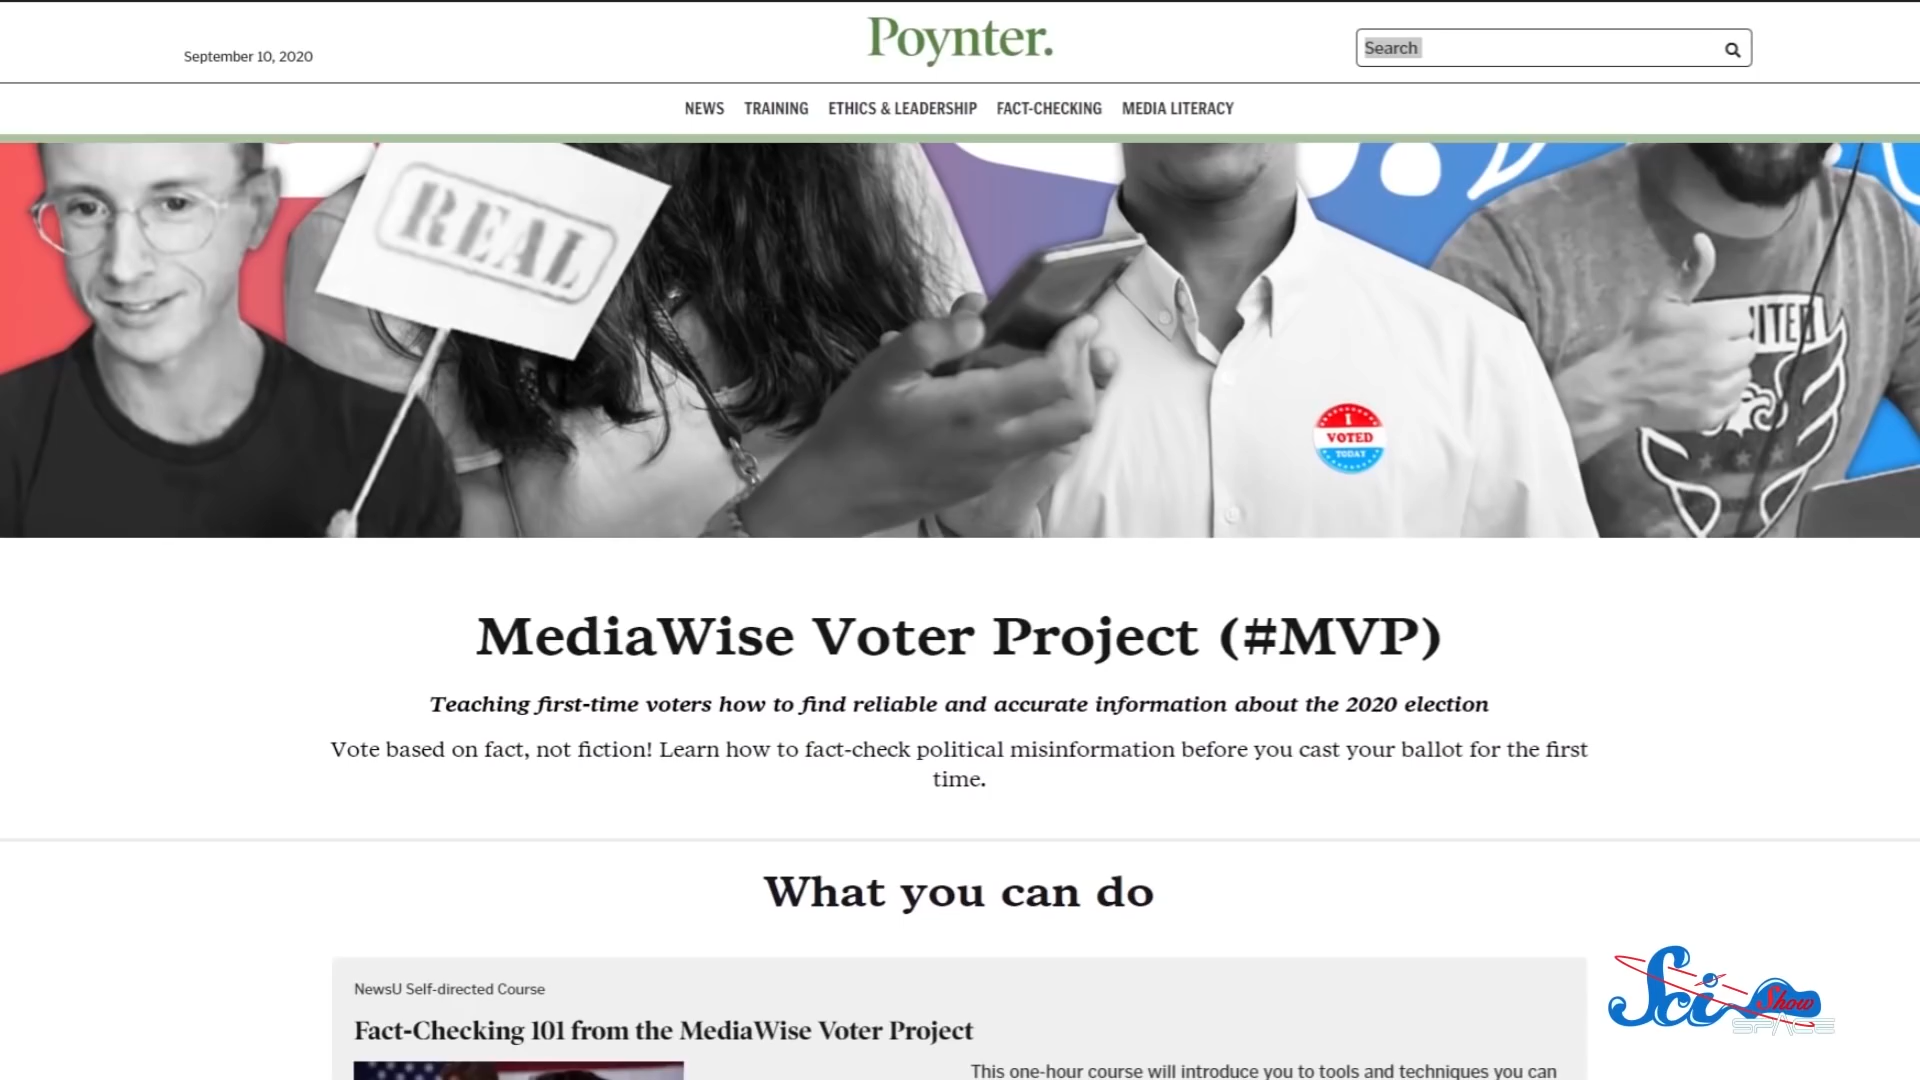 September 10, 2020
Poynter.
Search
NEWS TRAINING ETHICS & LEADERSHIP FACT-CHECKING MEDIA LITERACY
REAL
I
VOTED
TODAY
MediaWise Voter Project (#MVP)
Teaching first-time voters how to find reliable and accurate information about the 2020 election
Vote based on fact, not fiction! Learn how to fact-check political misinformation before you cast your ballot for the first
time.
What you can do
NewsU Self-directed Course
Fact-Checking 101 from the MediaWise Voter Project
This one-hour course will introduce you to tools and techniques you can
Sci Show
SPACE